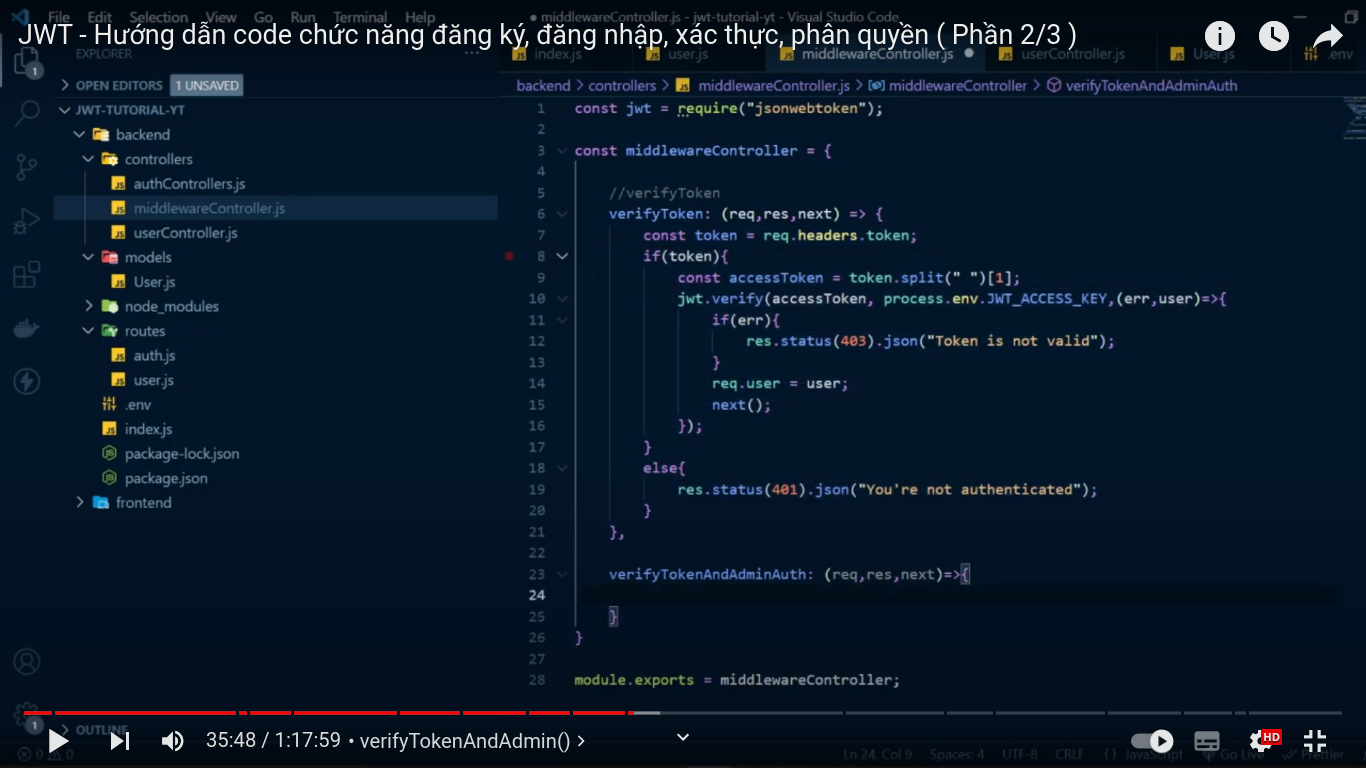 File Edit Selection View Go Run Terminal Help
● middlewareController.js - jwt-tutorial-yt - Visual Studio Code
JWT - Hướng dẫn code chức năng đăng ký, đăng nhập, xác thực, phân quyền ( Phần 2/3 )
EXPLORER
index.js user.js middlewareController.js ● userController.js User.js .env
OPEN EDITORS 1 UNSAVED
backend > controllers > middlewareController.js > middlewareController > verifyTokenAndAdminAuth
JWT-TUTORIAL-YT
backend
controllers
authControllers.js
middlewareController.js
userController.js
models
User.js
node_modules
routes
auth.js
user.js
.env
index.js
package-lock.json
package.json
frontend
OUTLINE
1 const jwt = require("jsonwebtoken");
2
3 const middlewareController = {
4
5 //verifyToken
6 verifyToken: (req,res,next) => {
7 const token = req.headers.token;
8 if(token){
9 const accessToken = token.split(" ")[1];
10 jwt.verify(accessToken, process.env.JWT_ACCESS_KEY,(err,user)=>{
11 if(err){
12 res.status(403).json("Token is not valid");
13 }
14 req.user = user;
15 next();
16 });
17 }
18 else{
19 res.status(401).json("You're not authenticated");
20 }
21 },
22
23 verifyTokenAndAdminAuth: (req,res,next)=>{
24
25 }
26 }
27
28 module.exports = middlewareController;
1
1
35:48 / 1:17:59 • verifyTokenAndAdmin() >
HD
0 0
Ln 24, Col 9 Spaces: 4 UTF-8 CRLF {} JavaScript Go Live Prettier